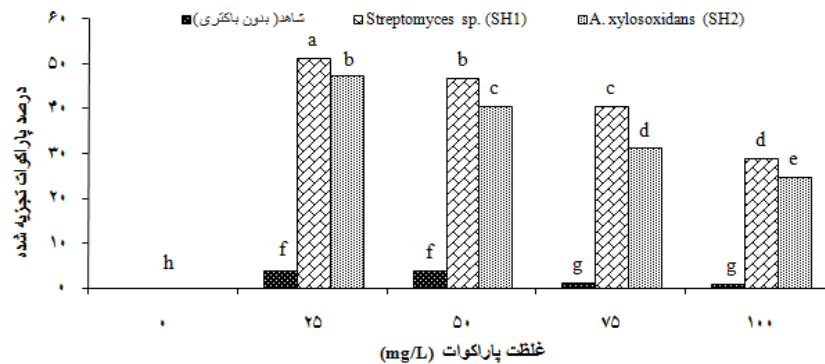 شاهد( بدون باکتری) Streptomyces sp. (SH1) A. xylosoxidans (SH2)
درصد پاراکوات تجزیه شده
۶۰
۵۰
۴۰
۳۰
۲۰
۱۰
۰
h
f a b
f b c
g c d
g d e
۰ ۲۵ ۵۰ ۷۵ ۱۰۰
غلظت پاراکوات (mg/L)